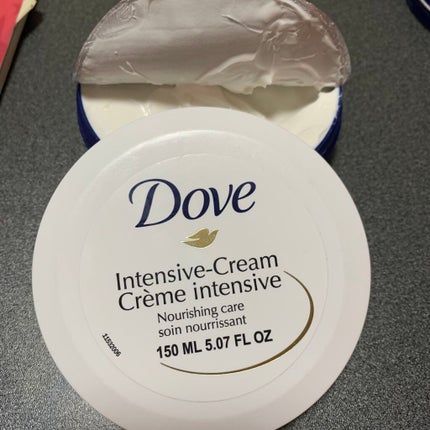 Dove
Intensive-Cream
Crème intensive
Nourishing care
soin nourrissant
150 ML 5.07 FL OZ